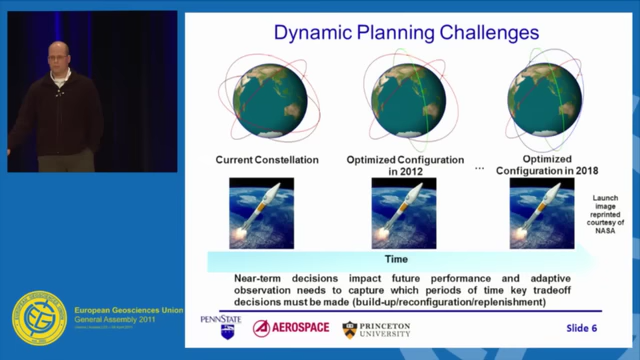 Dynamic Planning Challenges
Current Constellation
Optimized Configuration
in 2012
...
Optimized
Configuration in 2018
Launch
image
reprinted
courtesy of
NASA
Time
Near-term decisions impact future performance and adaptive
observation needs to capture which periods of time key tradeoff
decisions must be made (build-up/reconfiguration/replenishment)
European Geosciences Union
General Assembly 2011
PENNSTATE
AEROSPACE
PRINCETON
UNIVERSITY
Slide 6